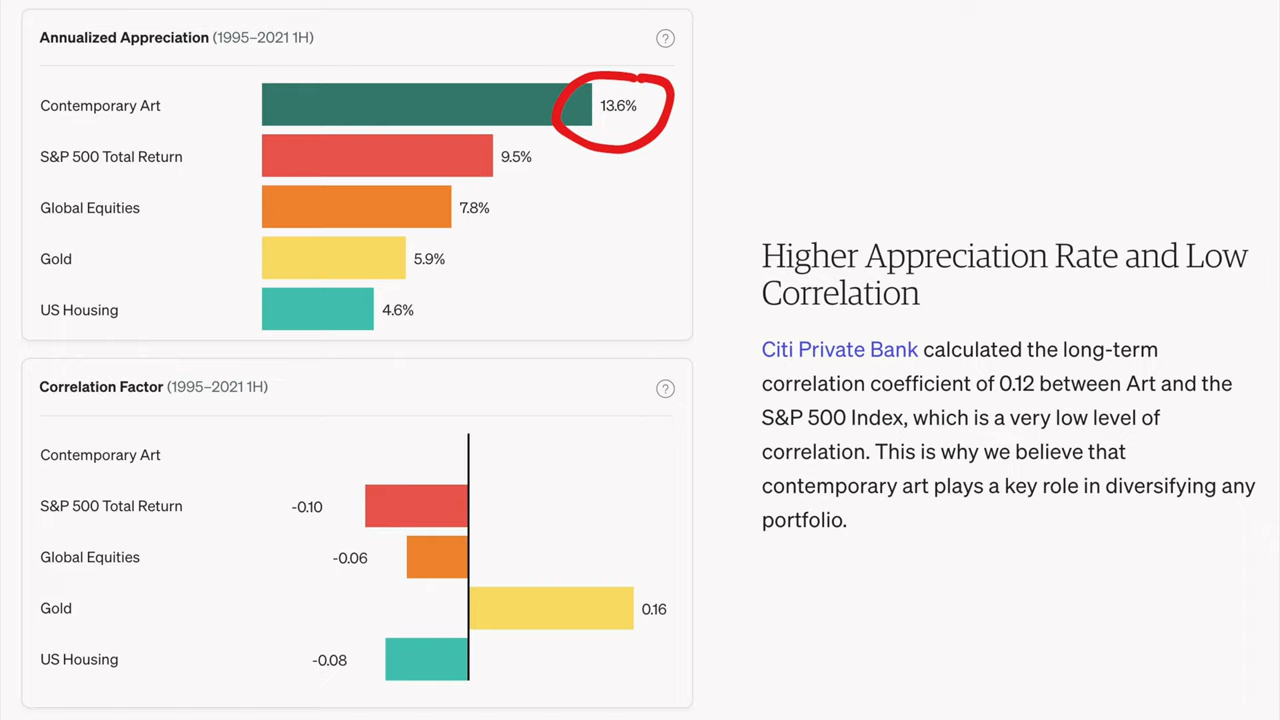 Annualized Appreciation (1995–2021 1H)
?
Contemporary Art 13.6%
S&P 500 Total Return 9.5%
Global Equities 7.8%
Gold 5.9%
US Housing 4.6%
Correlation Factor (1995–2021 1H)
?
Contemporary Art
S&P 500 Total Return -0.10
Global Equities -0.06
Gold 0.16
US Housing -0.08
Higher Appreciation Rate and Low
Correlation
Citi Private Bank calculated the long-term
correlation coefficient of 0.12 between Art and the
S&P 500 Index, which is a very low level of
correlation. This is why we believe that
contemporary art plays a key role in diversifying any
portfolio.